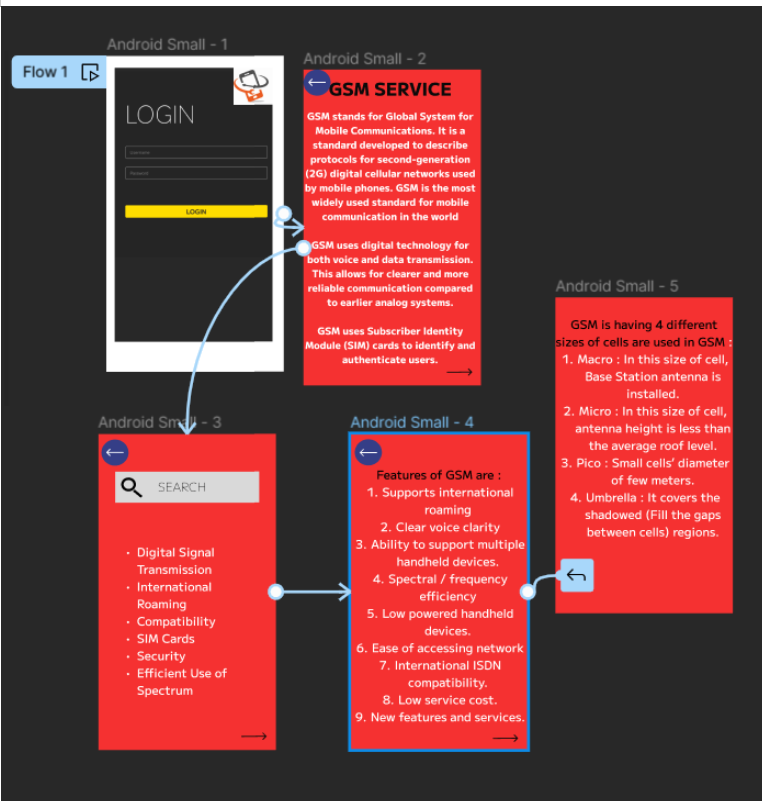 Android Small - 1
Flow 1
LOGIN
Username
Password
LOGIN
Android Small - 2
GSM SERVICE
GSM stands for Global System for
Mobile Communications. It is a
standard developed to describe
protocols for second-generation
(2G) digital cellular networks used
by mobile phones. GSM is the most
widely used standard for mobile
communication in the world
GSM uses digital technology for
both voice and data transmission.
This allows for clearer and more
reliable communication compared
to earlier analog systems.
GSM uses Subscriber Identity
Module (SIM) cards to identify and
authenticate users.
Android Small - 3
SEARCH
• Digital Signal
Transmission
• International
Roaming
• Compatibility
• SIM Cards
• Security
• Efficient Use of
Spectrum
Android Small - 4
Features of GSM are :
1. Supports international
roaming
2. Clear voice clarity
3. Ability to support multiple
handheld devices.
4. Spectral / frequency
efficiency
5. Low powered handheld
devices.
6. Ease of accessing network
7. International ISDN
compatibility.
8. Low service cost.
9. New features and services.
Android Small - 5
GSM is having 4 different
sizes of cells are used in GSM :
1. Macro : In this size of cell,
Base Station antenna is
installed.
2. Micro : In this size of cell,
antenna height is less than
the average roof level.
3. Pico : Small cells’ diameter
of few meters.
4. Umbrella : It covers the
shadowed (Fill the gaps
between cells) regions.